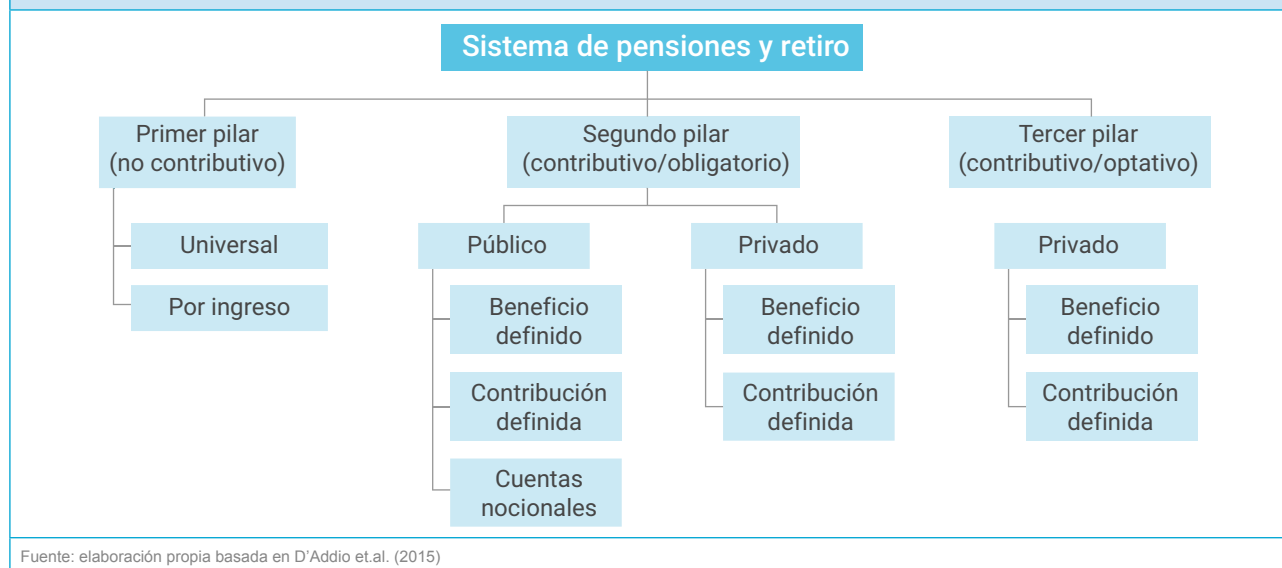 Sistema de pensiones y retiro
Primer pilar
(no contributivo)
Universal
Por ingreso
Segundo pilar
(contributivo/obligatorio)
Público
Beneficio
definido
Contribución
definida
Cuentas
nocionales
Privado
Beneficio
definido
Contribución
definida
Tercer pilar
(contributivo/optativo)
Privado
Beneficio
definido
Contribución
definida
Fuente: elaboración propia basada en D'Addio et.al. (2015)